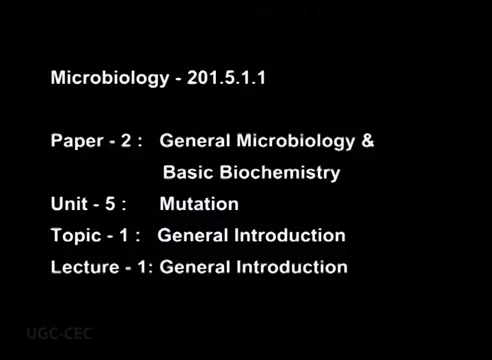 Microbiology - 201.5.1.1
Paper - 2 : General Microbiology &
Basic Biochemistry
Unit - 5 : Mutation
Topic - 1 : General Introduction
Lecture - 1: General Introduction
UGC-CEC